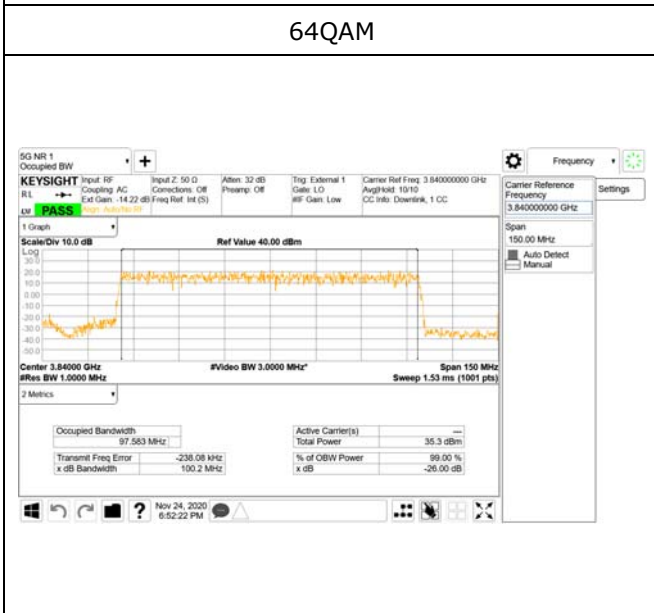 64QAM
5G NR 1
Occupied BW
Frequency
KEYSIGHT
Input: RF
Coupling: AC
Ext Gain: -14.22 dB
Align: Auto/No RF
Input Z: 50 Ω
Corrections: Off
Freq Ref: Int (S)
Atten: 32 dB
Preamp: Off
Trig: External 1
Gate: LO
#IF Gain: Low
Carrier Ref Freq: 3.840000000 GHz
Avg|Hold: 10/10
CC Info: Downlink, 1 CC
RL
PASS
1 Graph
Scale/Div 10.0 dB
Ref Value 40.00 dBm
Log
30.0
20.0
10.0
0.00
-10.0
-20.0
-30.0
-40.0
-50.0
Center 3.84000 GHz
#Res BW 1.0000 MHz
#Video BW 3.0000 MHz*
Span 150 MHz
Sweep 1.53 ms (1001 pts)
2 Metrics
Occupied Bandwidth
97.583 MHz
Transmit Freq Error -238.08 kHz
x dB Bandwidth 100.2 MHz
Active Carrier(s) ---
Total Power 35.3 dBm
% of OBW Power 99.00 %
x dB -26.00 dB
Carrier Reference
Frequency
3.840000000 GHz
Settings
Span
150.00 MHz
Auto Detect
Manual
Nov 24, 2020
6:52:22 PM